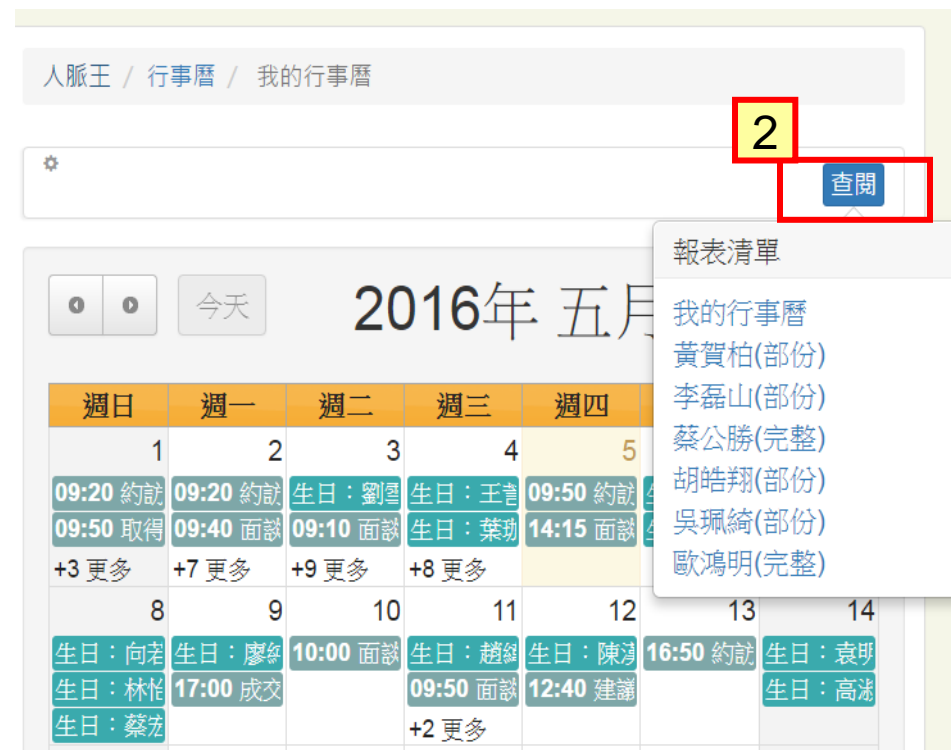 人脈王 / 行事曆 / 我的行事曆
2
查閱
報表清單
我的行事曆
黃賀柏(部份)
李磊山(部份)
蔡公勝(完整)
胡皓翔(部份)
吳珮綺(部份)
歐鴻明(完整)
今天
2016年 五月
週日 週一 週二 週三 週四
1 2 3 4 5
09:20 約訪 09:20 約訪 生日：劉 生日：王 09:50 約訪
09:50 取得 09:40 面談 09:10 面談 生日：葉 14:15 面談
+3 更多 +7 更多 +9 更多 +8 更多
8 9 10 11 12 13 14
生日：向 生日：廖 10:00 面談 生日：趙 生日：陳 16:50 約訪 生日：袁明
生日：林怡 17:00 成交 09:50 面談 12:40 建議 生日：高
生日：蔡宏 +2 更多